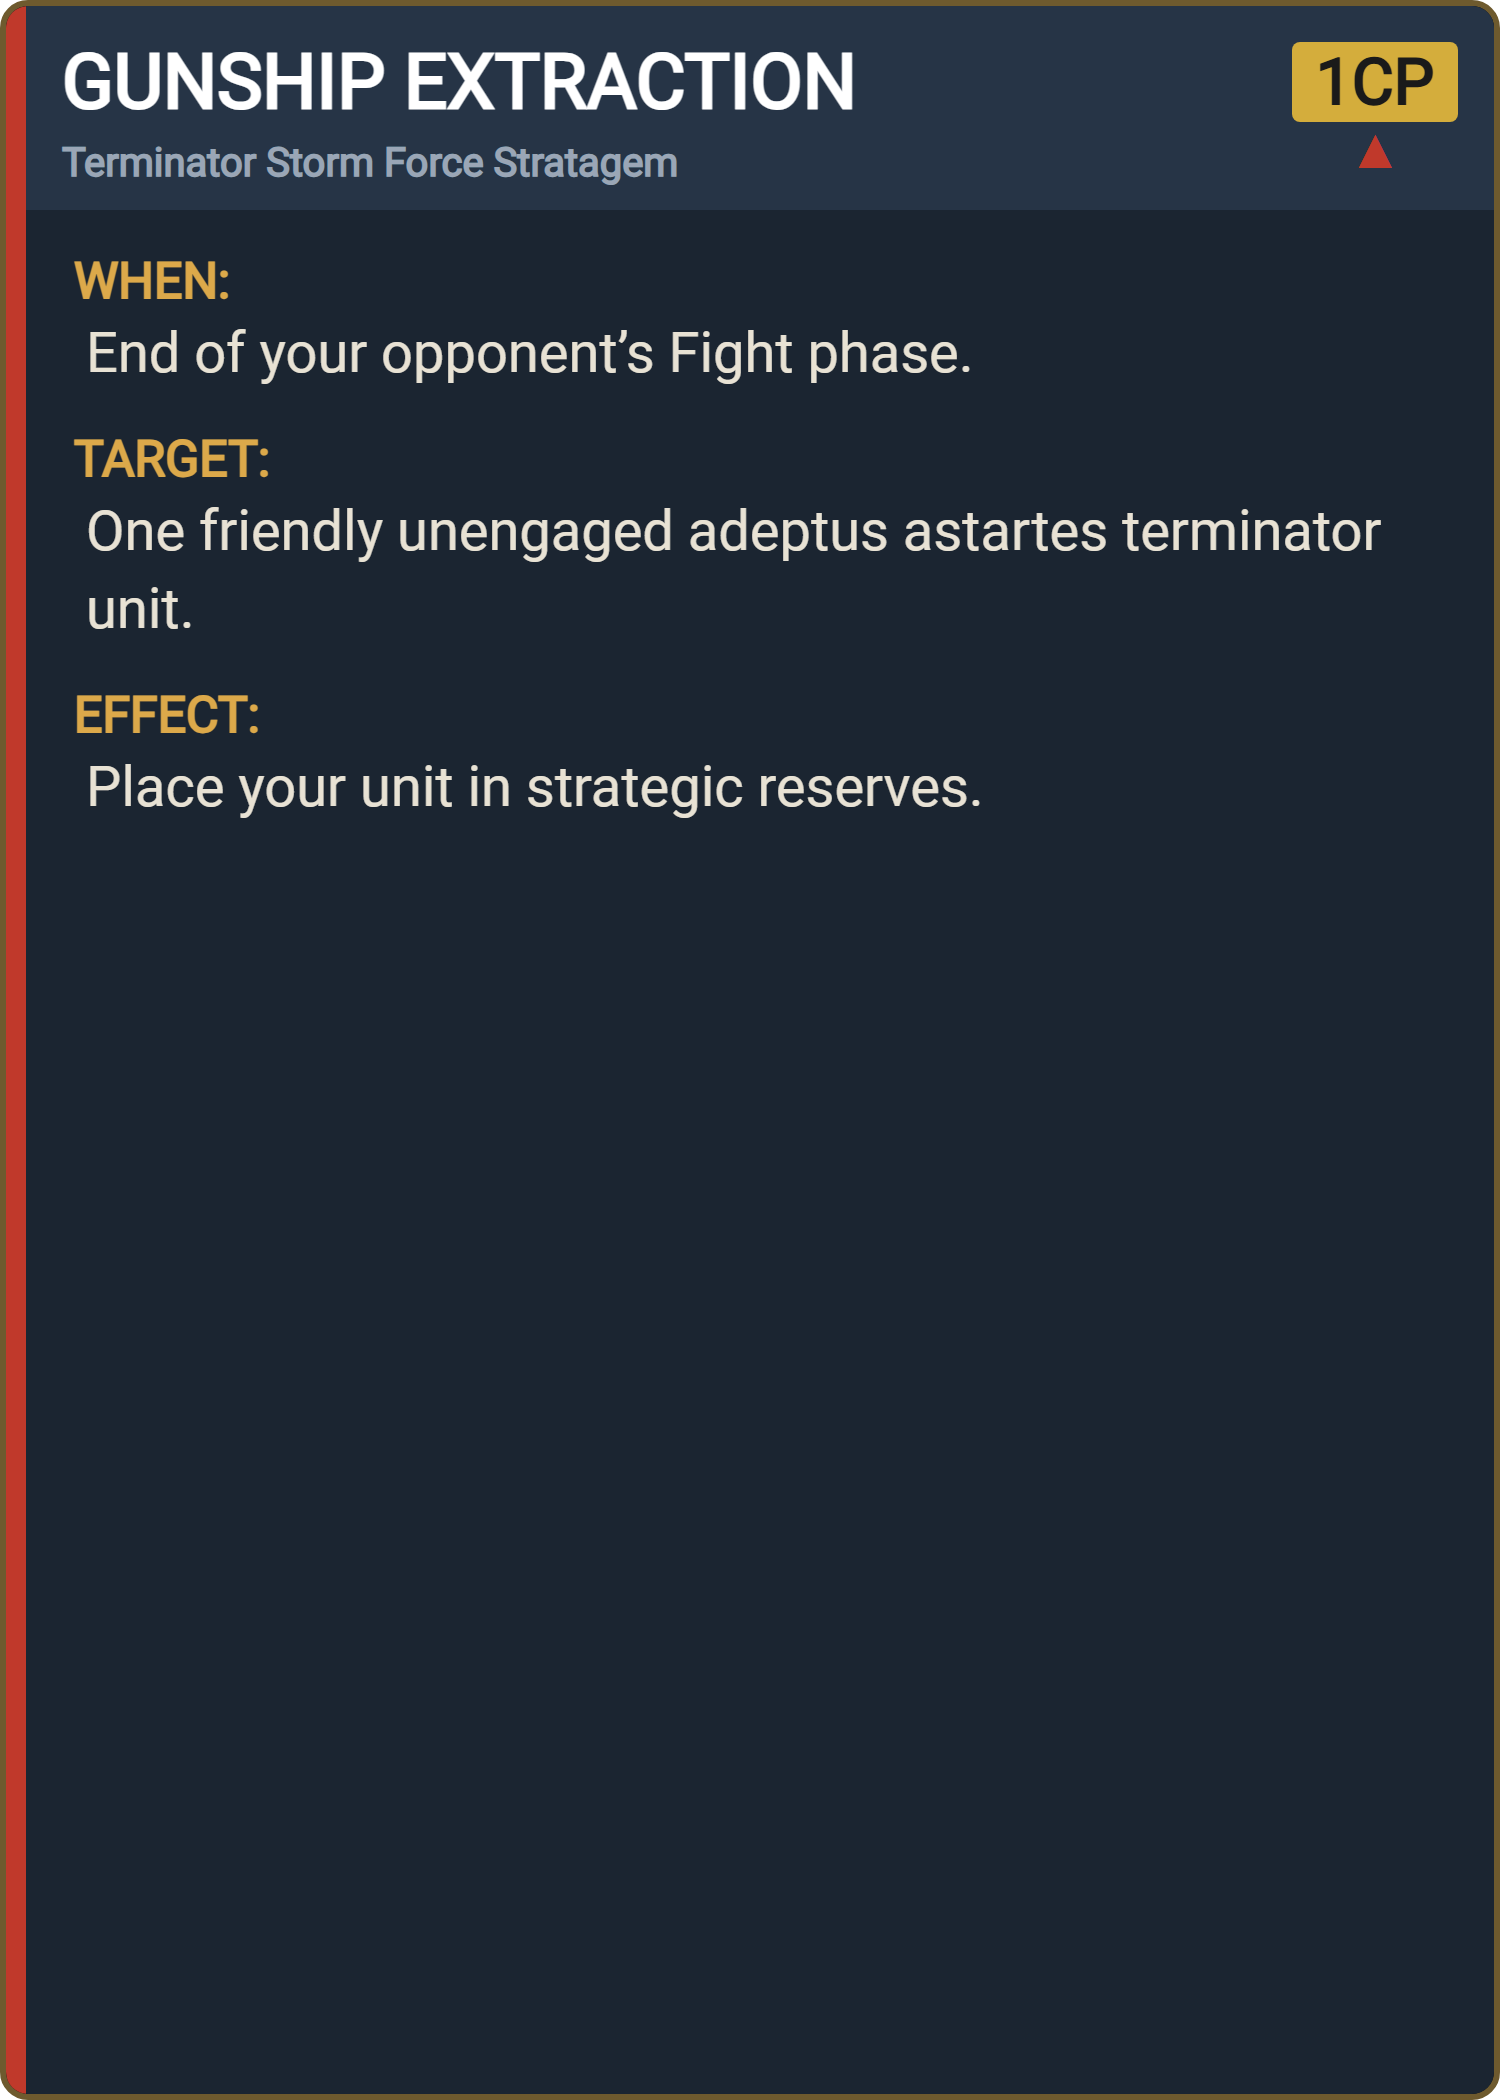 GUNSHIP EXTRACTION
1CP
Terminator Storm Force Stratagem
WHEN:
End of your opponent’s Fight phase.
TARGET:
One friendly unengaged adeptus astartes terminator
unit.
EFFECT:
Place your unit in strategic reserves.